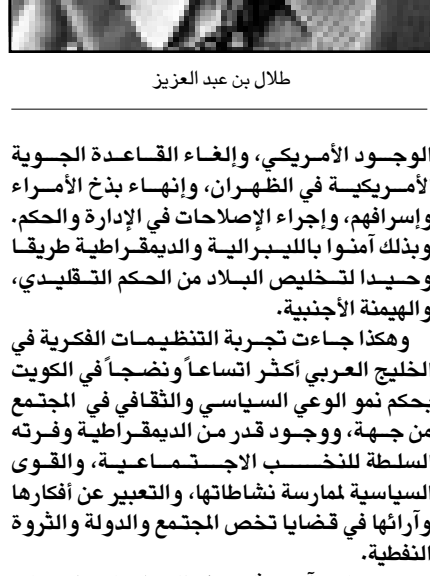 طلال بن عبد العزيز
الوجود الأمريكي، وإلغاء القاعدة الجوية
لأمريكية في الظهران، وإنهاء بذخ الأمراء
وإسرافهم، وإجراء الإصلاحات في الإدارة والحكم.
وبذلك آمنوا بالليبرالية والديمقراطية طريقا
وحيدا لتخليص البلاد من الحكم التقليدي،
والهيمنة الأجنبية.
وهكذا جاءت تجربة التنظيمات الفكرية في
الخليج العربي أكثر اتساعاً ونضجاً في الكويت
بحكم نمو الوعي السياسي والثقافي في المجتمع
من جهة، ووجود قدر من الديمقراطية وفرته
السلطة للنخب الاجتماعية، والقوى
السياسية لممارسة نشاطاتها، والتعبير عن أفكارها
وآرائها في قضايا تخص المجتمع والدولة والثروة
النفطية.